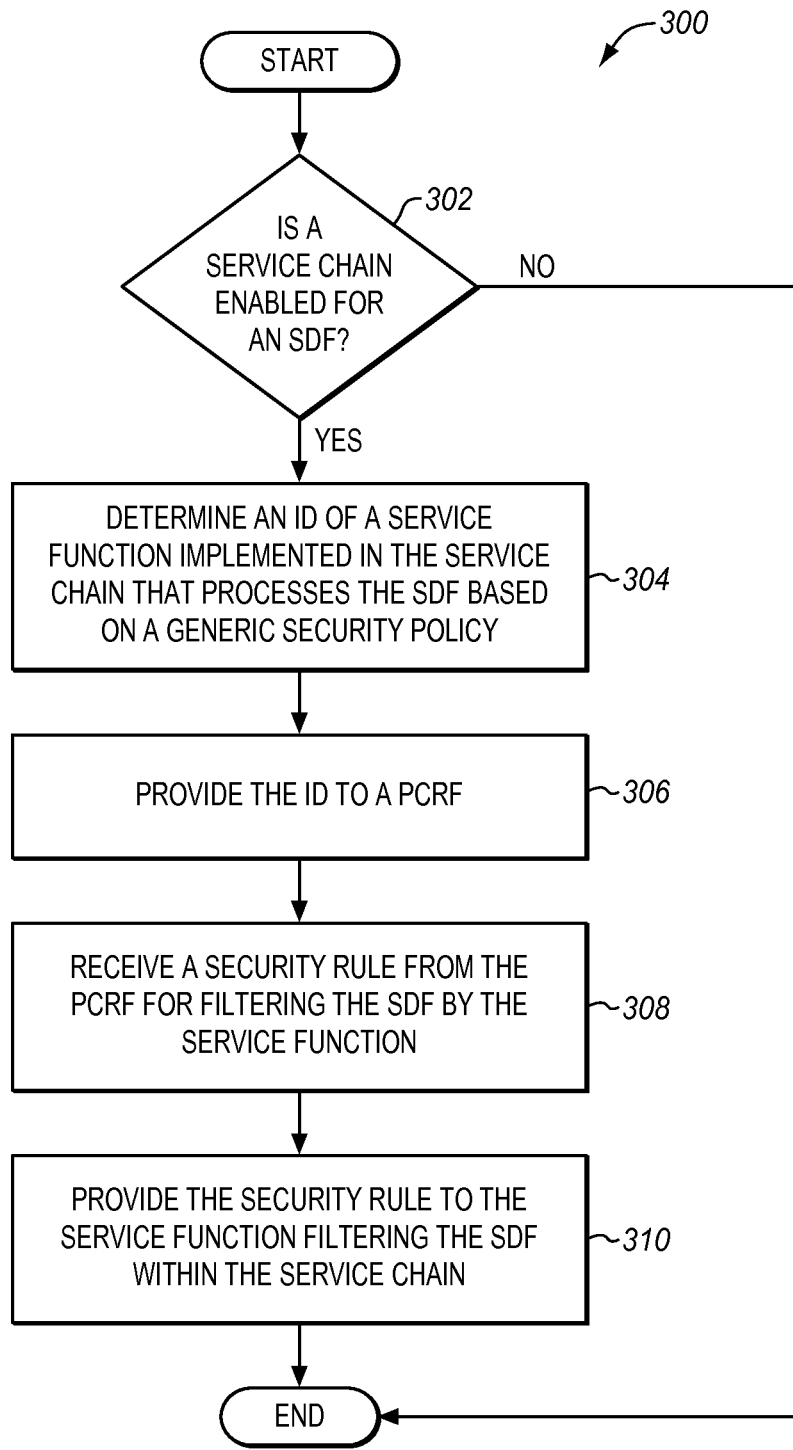 300
START
302
IS A
SERVICE CHAIN
ENABLED FOR
AN SDF?
NO
YES
DETERMINE AN ID OF A SERVICE
FUNCTION IMPLEMENTED IN THE SERVICE
CHAIN THAT PROCESSES THE SDF BASED
ON A GENERIC SECURITY POLICY
304
PROVIDE THE ID TO A PCRF
306
RECEIVE A SECURITY RULE FROM THE
PCRF FOR FILTERING THE SDF BY THE
SERVICE FUNCTION
308
PROVIDE THE SECURITY RULE TO THE
SERVICE FUNCTION FILTERING THE SDF
WITHIN THE SERVICE CHAIN
310
END